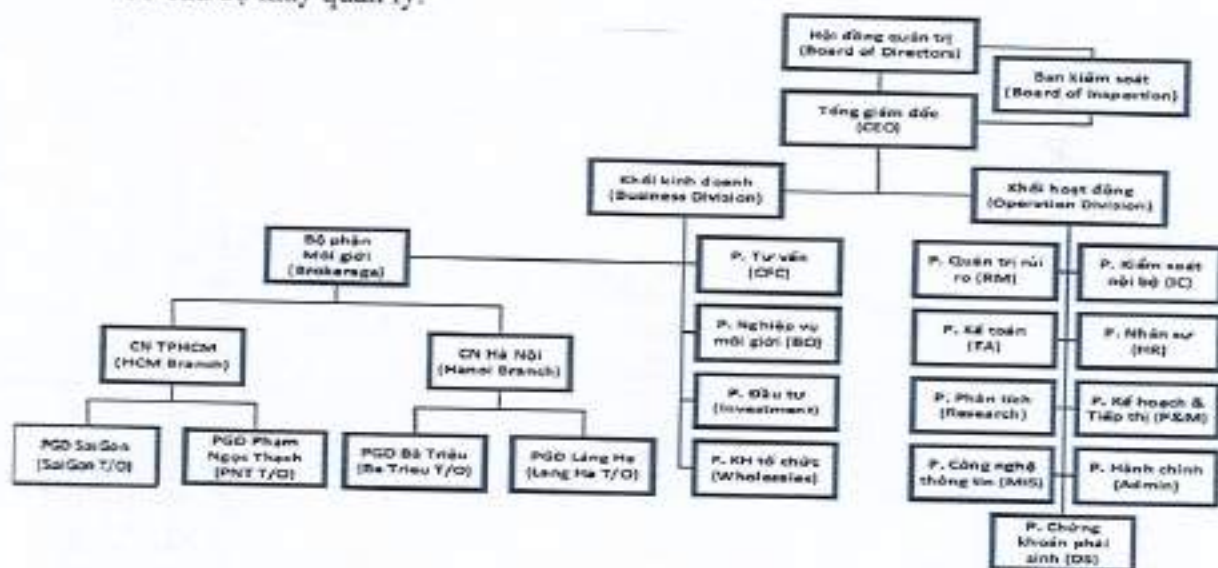 quản lý.
Hội đồng quản trị
(Board of Directors)
Ban kiểm soát
(Board of Inspection)
Tổng giám đốc
(CEO)
Khối kinh doanh
(Business Division)
Khối hoạt động
(Operation Division)
Bộ phận
Môi giới
(Brokerage)
P. Tư vấn
(CFC)
P. Quản trị rủi
ro (RM)
P. Kiểm soát
nội bộ (IC)
CN TPHCM
(HCM Branch)
CN Hà Nội
(Hanoi Branch)
P. Nghiệp vụ
môi giới (BO)
P. Kế toán
(FA)
P. Nhân sự
(HR)
P. Đầu tư
(Investment)
P. Phân tích
(Research)
P. Kế hoạch &
Tiếp thị (P&M)
PGD SaiGon
(SaiGon T/O)
PGD Phạm
Ngọc Thạch
(PNT T/O)
PGD Bà Triệu
(Ba Trieu T/O)
PGD Láng Hạ
(Lang Ha T/O)
P. KH tổ chức
(Wholesales)
P. Công nghệ
thông tin (MIS)
P. Hành chính
(Admin)
P. Chứng
khoán phái
sinh (DS)